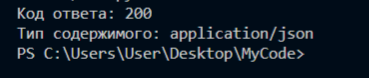 Код ответа: 200
Тип содержимого: application/json
PS C:\Users\User\Desktop\MyCode>